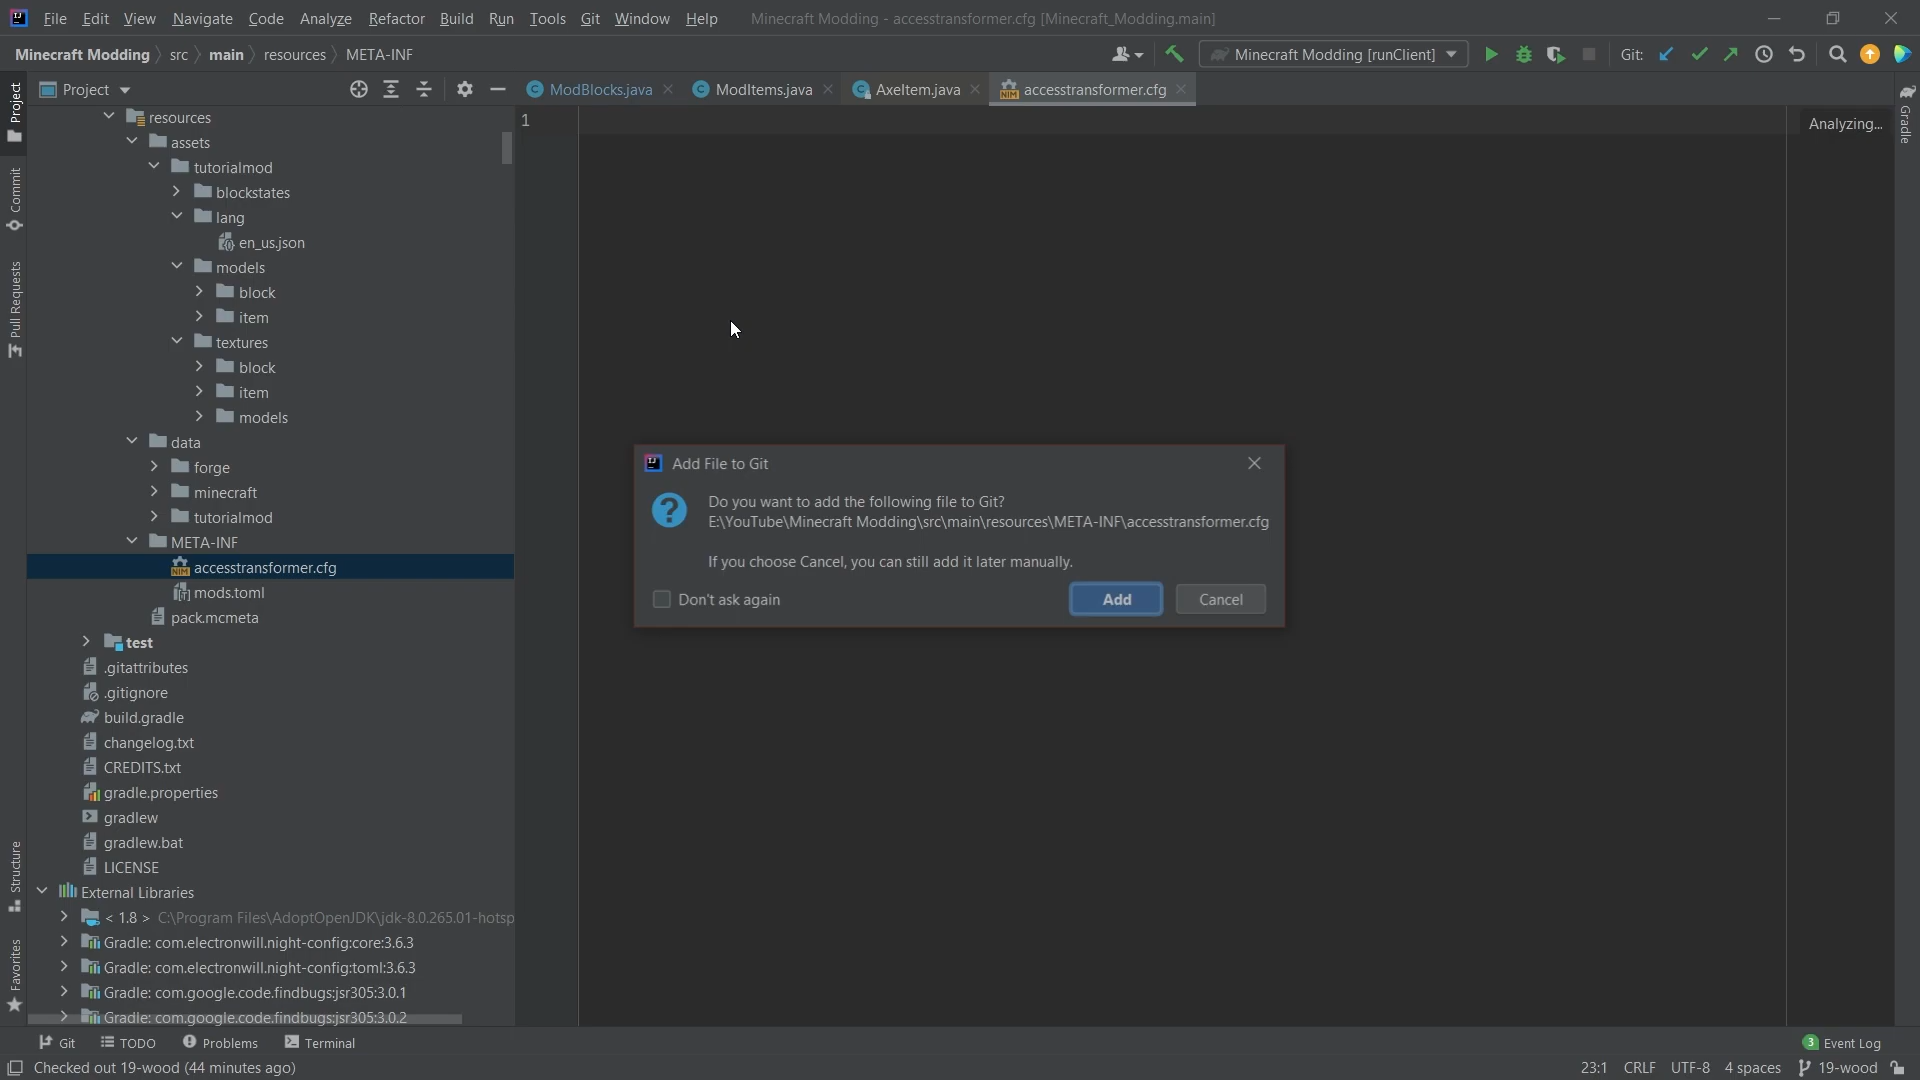 File Edit View Navigate Code Analyze Refactor Build Run Tools Git Window Help Minecraft Modding - accesstransformer.cfg [Minecraft_Modding.main]
Minecraft Modding src main resources META-INF Minecraft Modding [runClient] Git:
Project ModBlocks.java ModItems.java AxeItem.java accesstransformer.cfg
Project
Commit
Pull Requests
Structure
Favorites
Gradle
resources
assets
tutorialmod
blockstates
lang
en_us.json
models
block
item
textures
block
item
models
data
forge
minecraft
tutorialmod
META-INF
accesstransformer.cfg
mods.toml
pack.mcmeta
test
.gitattributes
.gitignore
build.gradle
changelog.txt
CREDITS.txt
gradle.properties
gradlew
gradlew.bat
LICENSE
External Libraries
< 1.8 > C:\Program Files\AdoptOpenJDK\jdk-8.0.265.01-hotsp
Gradle: com.electronwill.night-config:core:3.6.3
Gradle: com.electronwill.night-config:toml:3.6.3
Gradle: com.google.code.findbugs:jsr305:3.0.1
Gradle: com.google.code.findbugs:jsr305:3.0.2
1
Analyzing...
Add File to Git
Do you want to add the following file to Git?
E:\YouTube\Minecraft Modding\src\main\resources\META-INF\accesstransformer.cfg
If you choose Cancel, you can still add it later manually.
Don't ask again Add Cancel
Git TODO Problems Terminal 3 Event Log
Checked out 19-wood (44 minutes ago) 23:1 CRLF UTF-8 4 spaces 19-wood